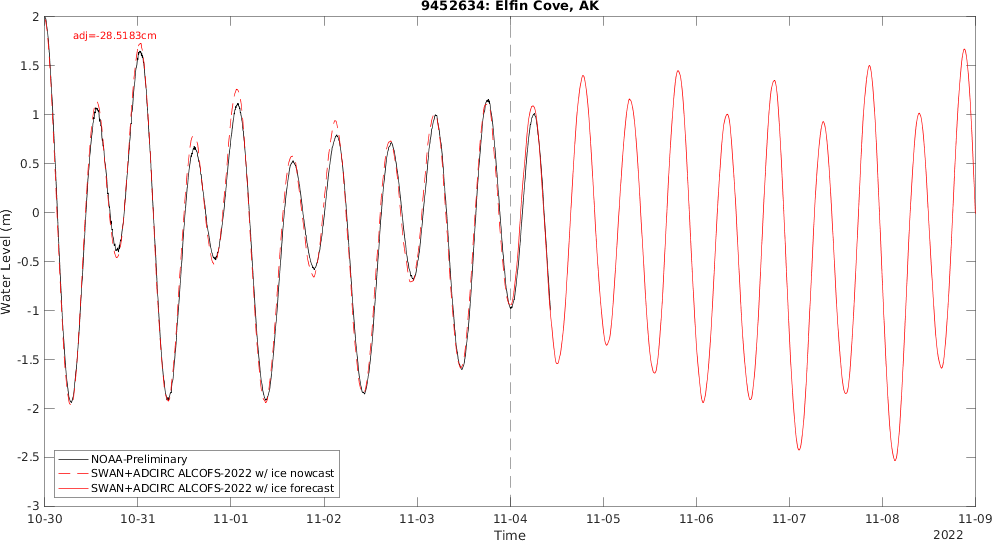 9452634: Elfin Cove, AK
adj=-28.5183cm
Water Level (m)
2
1.5
1
0.5
0
-0.5
-1
-1.5
-2
-2.5
-3
NOAA-Preliminary
SWAN+ADCIRC ALCOFS-2022 w/ ice nowcast
SWAN+ADCIRC ALCOFS-2022 w/ ice forecast
10-30 10-31 11-01 11-02 11-03 11-04 11-05 11-06 11-07 11-08 11-09
Time
2022